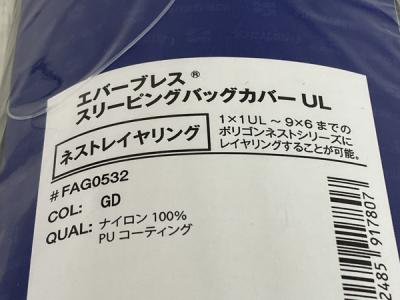 エバーブレス®
スリーピングバッグカバー UL
ネストレイヤリング
1×1UL～9×6までの
ポリゴンネストシリーズに
レイヤリングすることが可能。
#FAG0532
COL: GD
QUAL: ナイロン 100%
PU コーティング
2485 917807